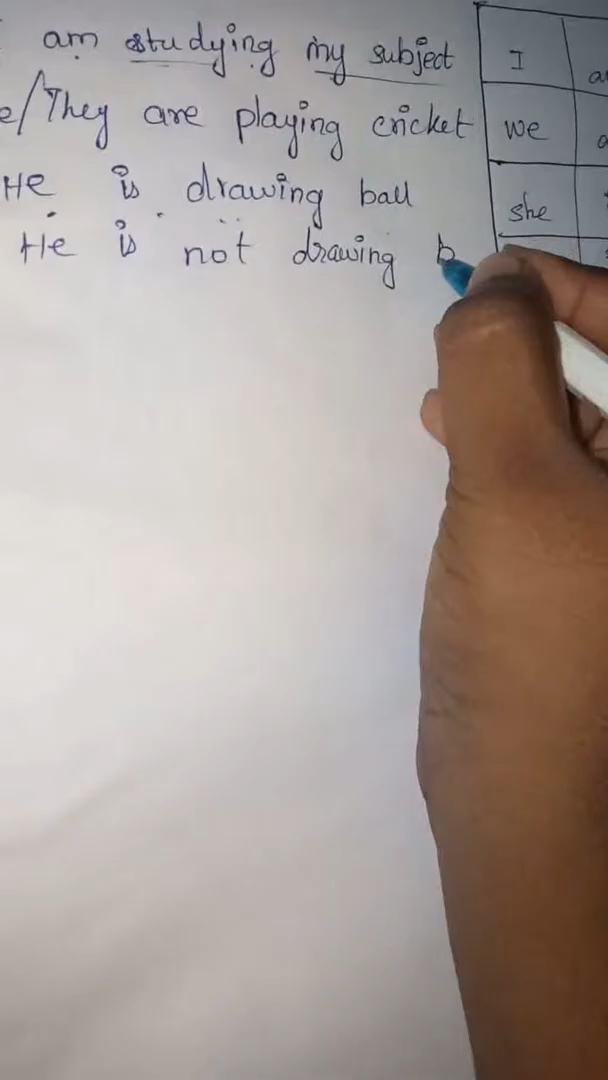 am studying my subject
e/They are playing cricket
He is drawing ball
He is not drawing b
I
we
she